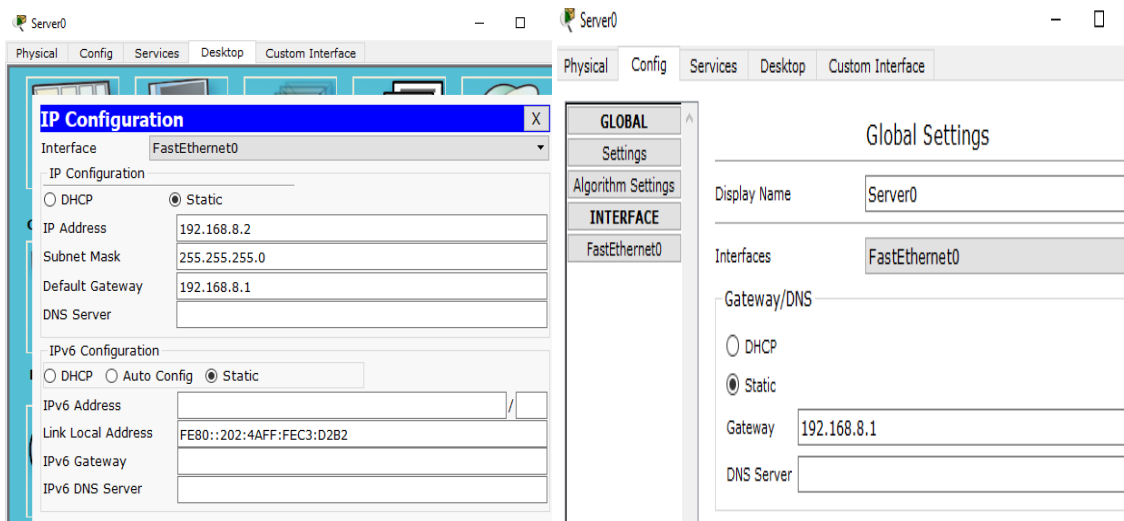 Server0
Physical Config Services Desktop Custom Interface
IP Configuration X
Interface FastEthernet0
IP Configuration
DHCP Static
IP Address 192.168.8.2
Subnet Mask 255.255.255.0
Default Gateway 192.168.8.1
DNS Server
IPv6 Configuration
DHCP Auto Config Static
IPv6 Address /
Link Local Address FE80::202:4AFF:FEC3:D2B2
IPv6 Gateway
IPv6 DNS Server
Server0
Physical Config Services Desktop Custom Interface
GLOBAL
Settings
Algorithm Settings
INTERFACE
FastEthernet0
Global Settings
Display Name Server0
Interfaces FastEthernet0
Gateway/DNS
DHCP
Static
Gateway 192.168.8.1
DNS Server